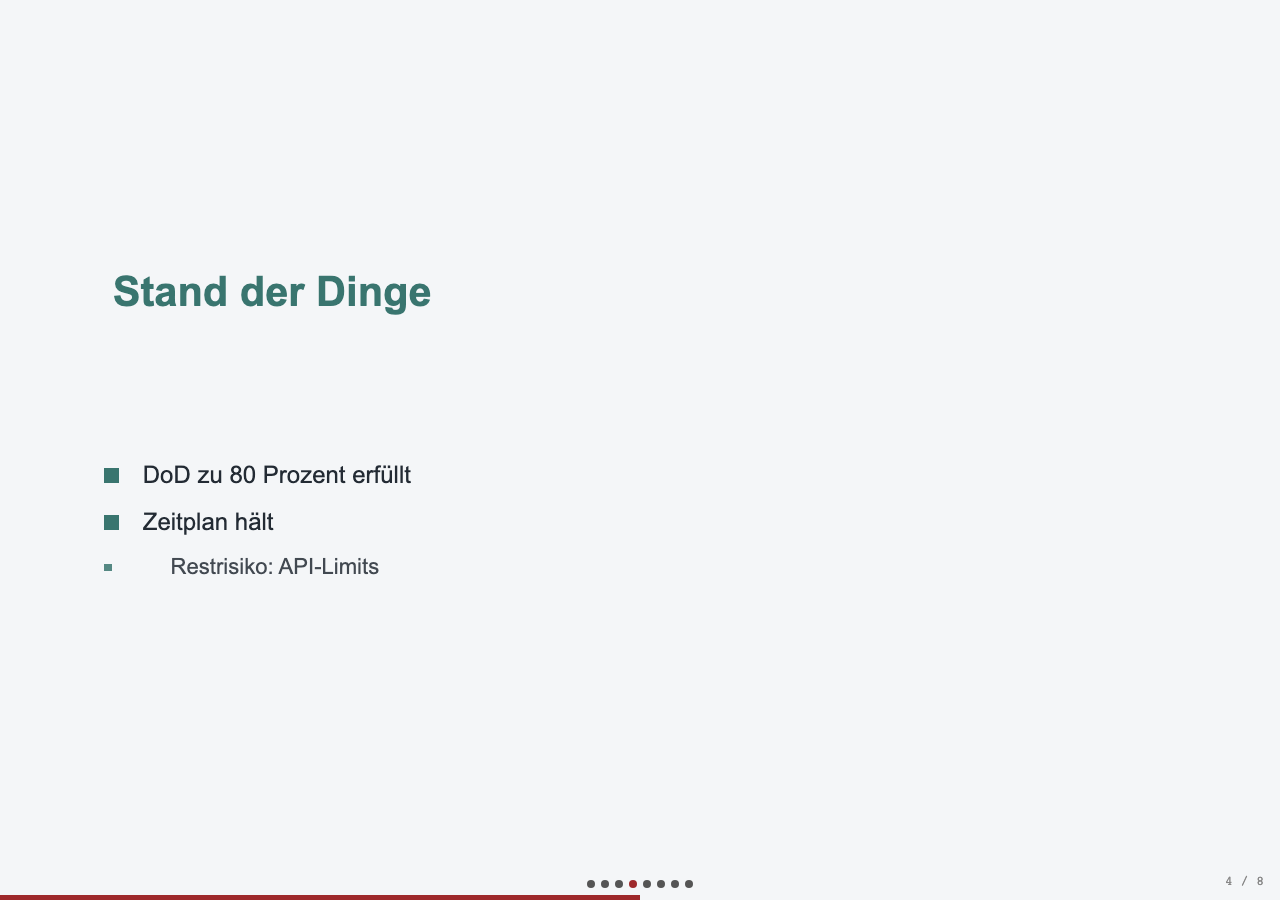 Stand der Dinge
DoD zu 80 Prozent erfüllt
Zeitplan hält
Restrisiko: API-Limits
4 / 8